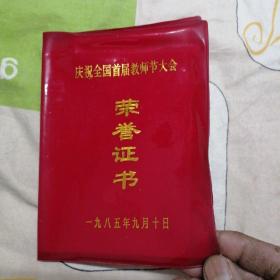 庆祝全国首届教师节大会
荣誉证书
一九八五年九月十日